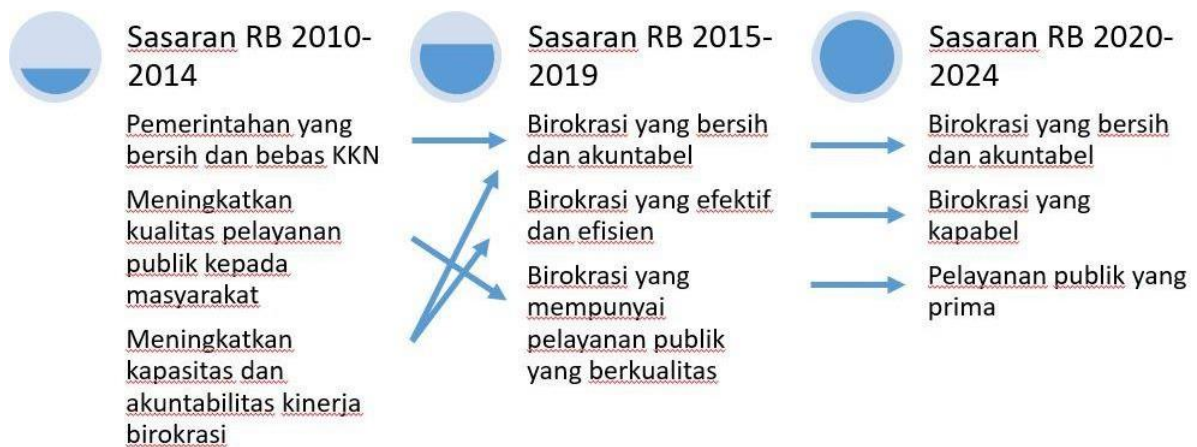 Sasaran RB 2010-
2014
Pemerintahan yang
bersih dan bebas KKN
Meningkatkan
kualitas pelayanan
publik kepada
masyarakat
Meningkatkan
kapasitas dan
akuntabilitas kinerja
birokrasi
Sasaran RB 2015-
2019
Birokrasi yang bersih
dan akuntabel
Birokrasi yang efektif
dan efisien
Birokrasi yang
mempunyai
pelayanan publik
yang berkualitas
Sasaran RB 2020-
2024
Birokrasi yang bersih
dan akuntabel
Birokrasi yang
kapabel
Pelayanan publik yang
prima